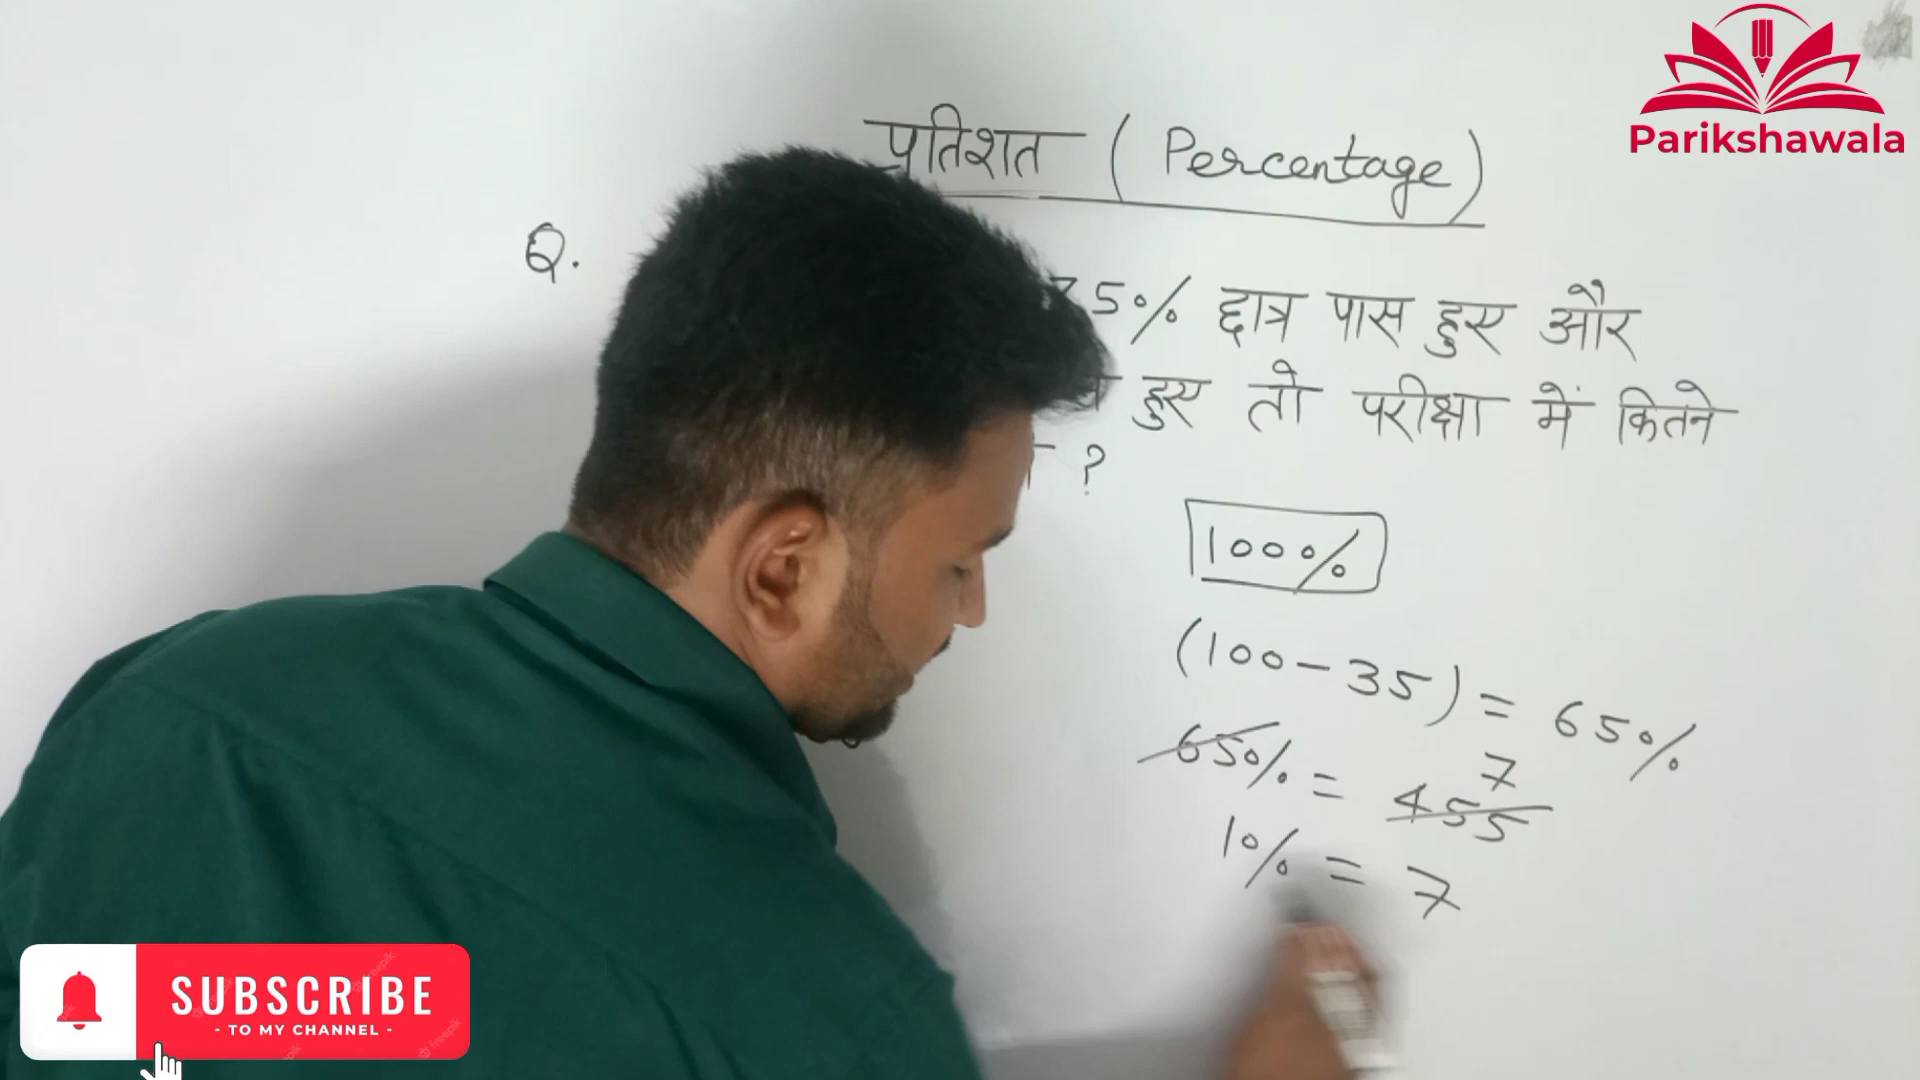 Parikshawala
प्रतिशत ( Percentage )
Q.
35% छात्र पास हुए और
हुए तो परीक्षा में कितने
?
100%
(100-35) = 65%
65% = 455 7
1% = 7
SUBSCRIBE
- TO MY CHANNEL -